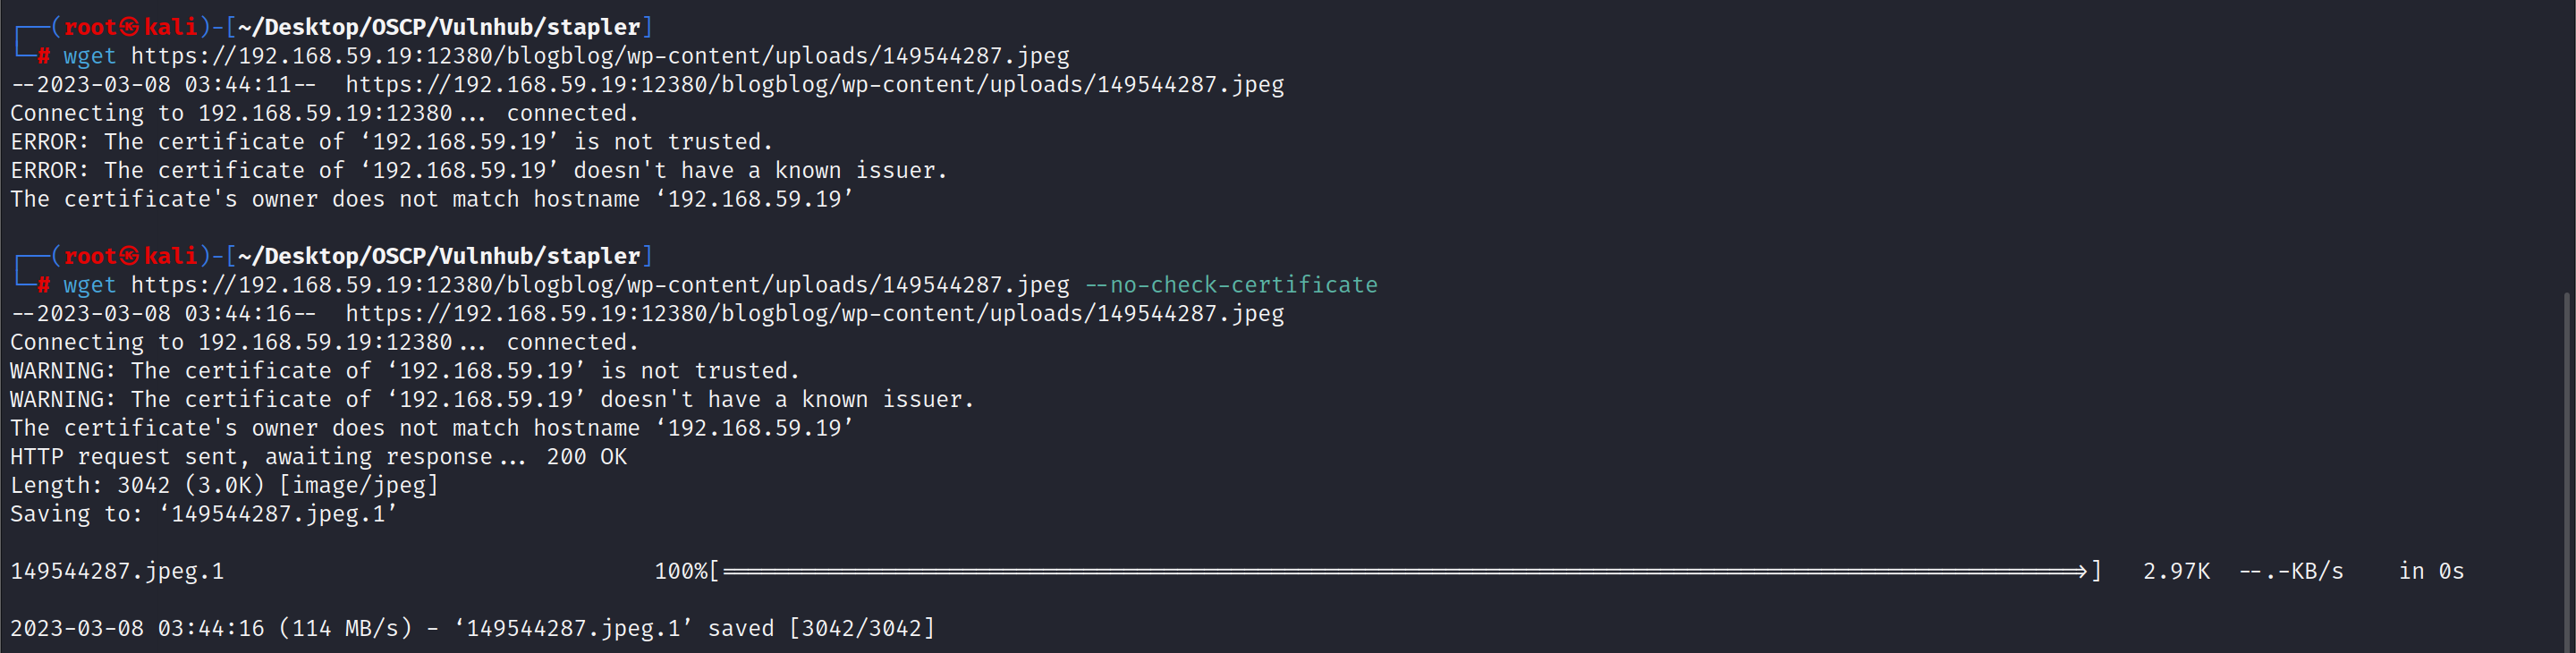 ┌──(root㉿kali)-[~/Desktop/OSCP/Vulnhub/stapler]
└─# wget https://192.168.59.19:12380/blogblog/wp-content/uploads/149544287.jpeg
--2023-03-08 03:44:11--  https://192.168.59.19:12380/blogblog/wp-content/uploads/149544287.jpeg
Connecting to 192.168.59.19:12380... connected.
ERROR: The certificate of ‘192.168.59.19’ is not trusted.
ERROR: The certificate of ‘192.168.59.19’ doesn't have a known issuer.
The certificate's owner does not match hostname ‘192.168.59.19’
┌──(root㉿kali)-[~/Desktop/OSCP/Vulnhub/stapler]
└─# wget https://192.168.59.19:12380/blogblog/wp-content/uploads/149544287.jpeg --no-check-certificate
--2023-03-08 03:44:16--  https://192.168.59.19:12380/blogblog/wp-content/uploads/149544287.jpeg
Connecting to 192.168.59.19:12380... connected.
WARNING: The certificate of ‘192.168.59.19’ is not trusted.
WARNING: The certificate of ‘192.168.59.19’ doesn't have a known issuer.
The certificate's owner does not match hostname ‘192.168.59.19’
HTTP request sent, awaiting response... 200 OK
Length: 3042 (3.0K) [image/jpeg]
Saving to: ‘149544287.jpeg.1’
149544287.jpeg.1 100%[=====================================>] 2.97K --.-KB/s in 0s
2023-03-08 03:44:16 (114 MB/s) - ‘149544287.jpeg.1’ saved [3042/3042]